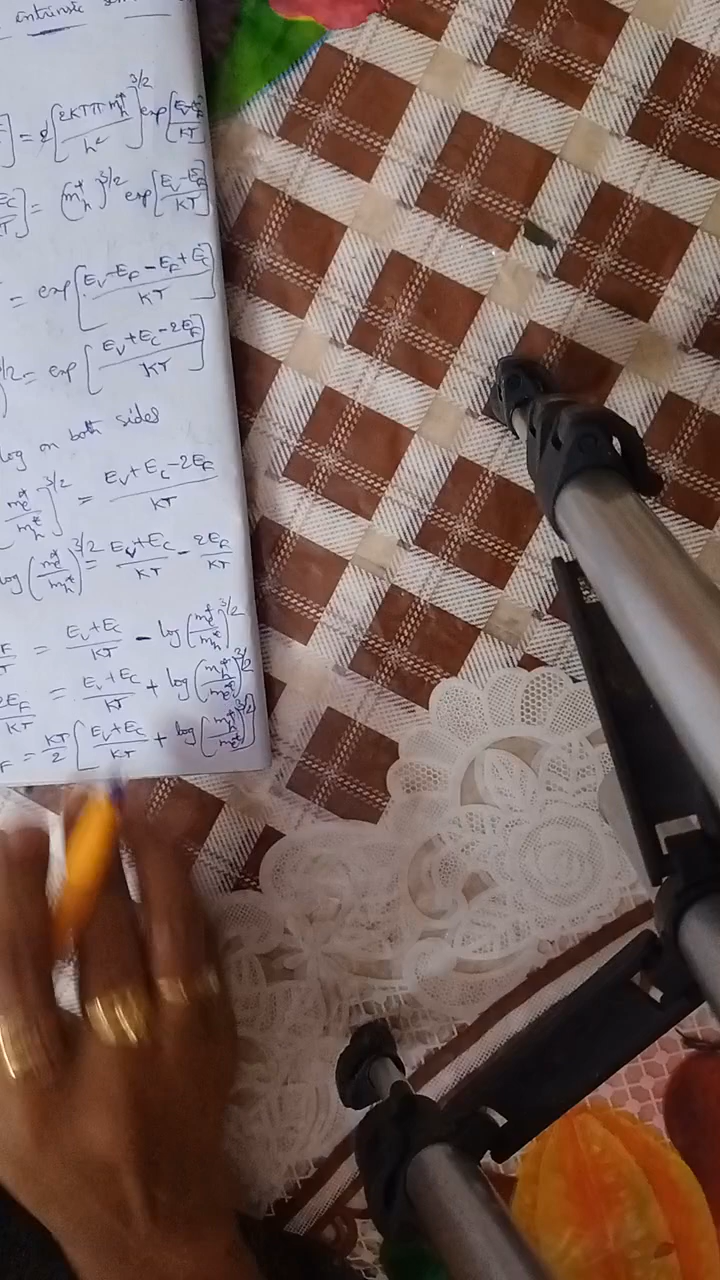 intrinsic
] = 2[2KTπ m*h / h²]^3/2 exp[Ev-EF / KT]
Ec / T] = (m*h)^3/2 exp[Ev-EF / KT]
= exp[Ev-EF-EF+Ec / KT]
)^3/2 = exp[Ev+Ec-2EF / KT]
log on both sides
[m*e / m*h]^3/2 = Ev+Ec-2EF / KT
log(m*e / m*h)^3/2 = Ev+Ec / KT - 2EF / KT
F / T = Ev+Ec / KT - log(m*e / m*h)^3/2
2EF / KT = Ev+Ec / KT + log(m*h / m*e)^3/2
F = KT / 2 [Ev+Ec / KT + log(m*h / m*e)^3/2]